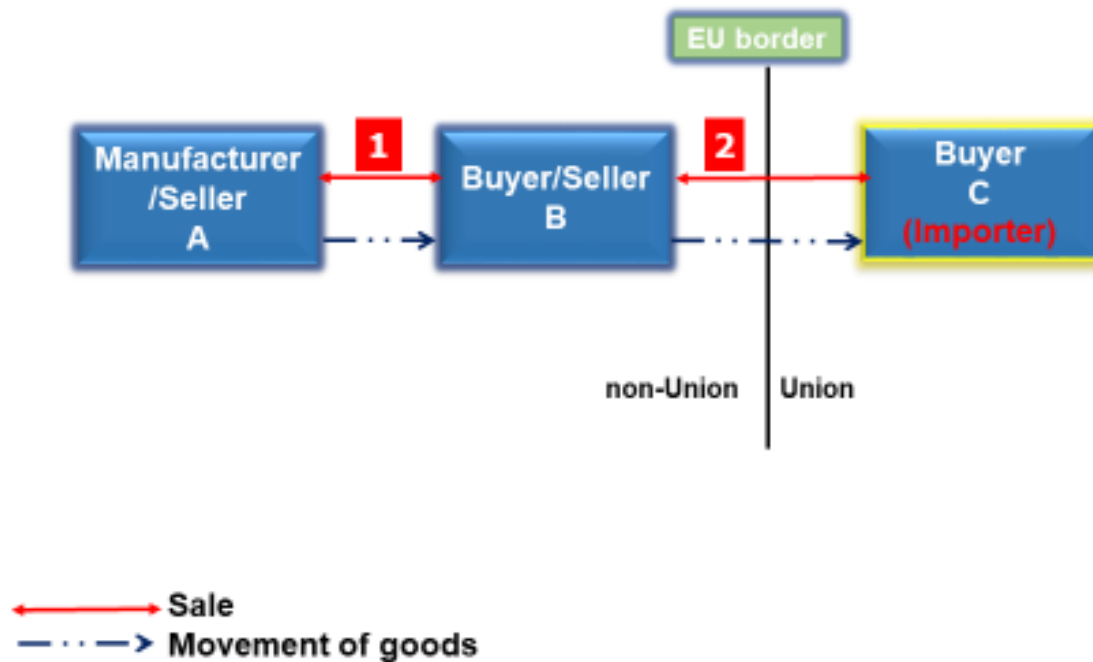 EU border
Manufacturer
/Seller
A
1
Buyer/Seller
B
2
Buyer
C
(Importer)
non-Union
Union
Sale
Movement of goods